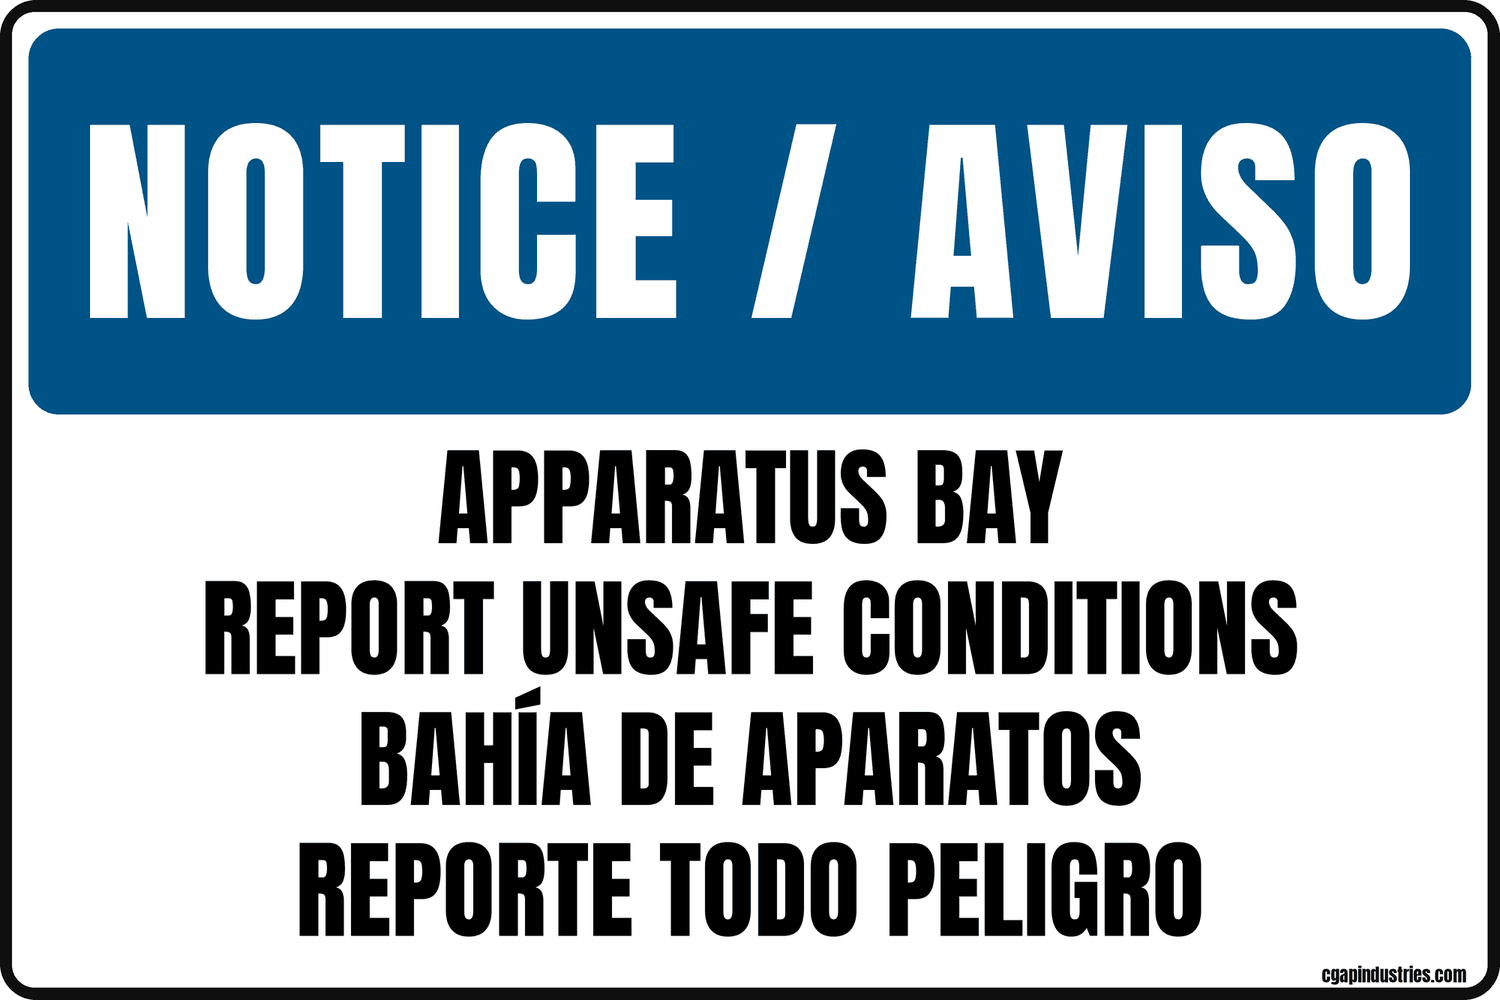 NOTICE / AVISO
APPARATUS BAY
REPORT UNSAFE CONDITIONS
BAHÍA DE APARATOS
REPORTE TODO PELIGRO
cgapindustries.com